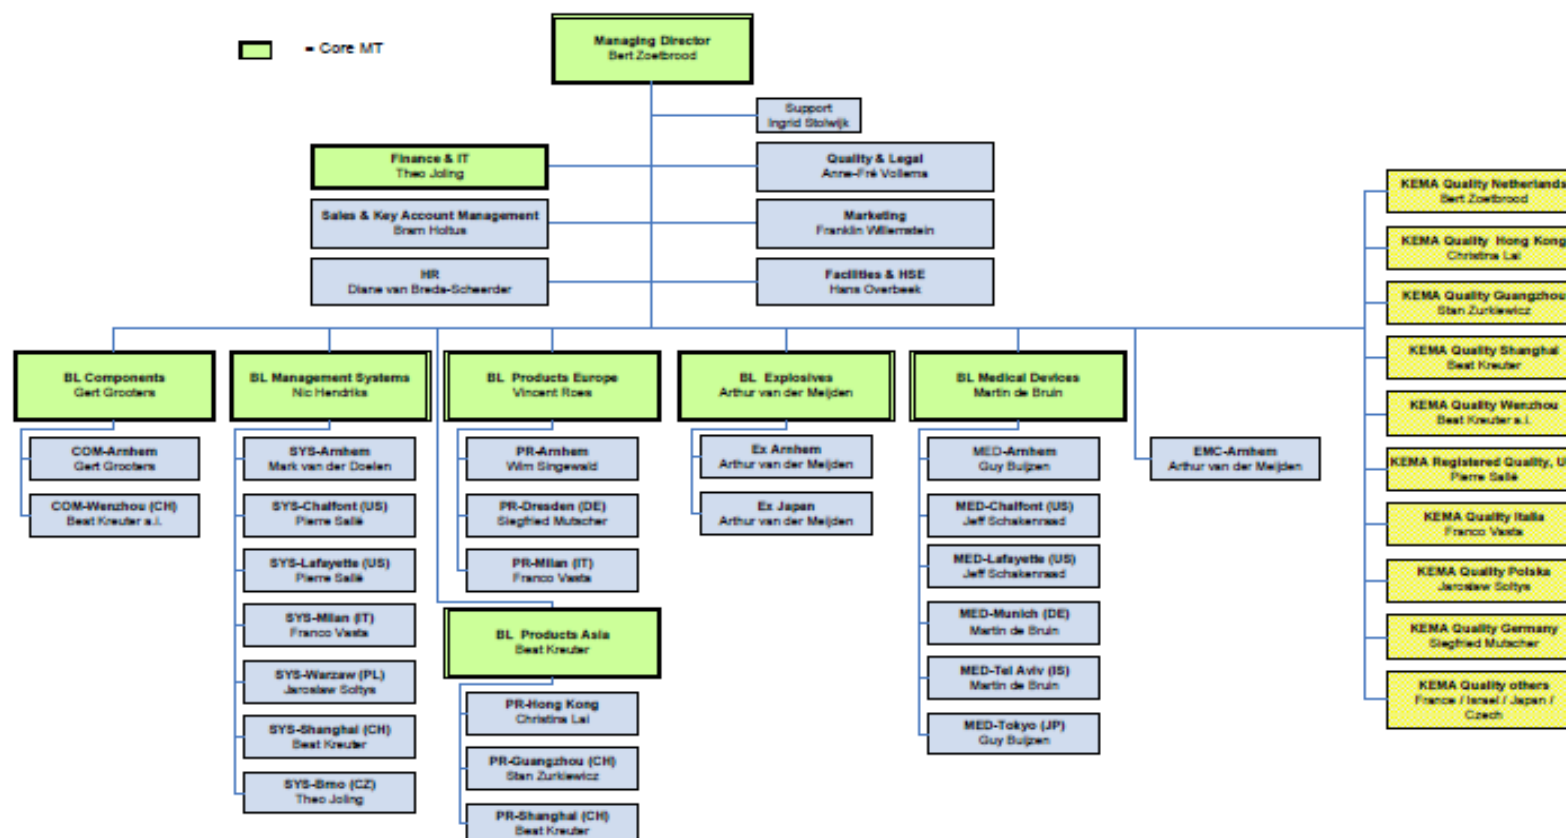 = Core MT
Managing Director
Bert Zoetbrood
Support
Ingrid Stolwijk
Finance & IT
Theo Joling
Quality & Legal
Anne-Fré Vollema
Sales & Key Account Management
Bram Holtus
Marketing
Franklin Willemstein
HR
Diane van Breda-Scheerder
Facilities & HSE
Hans Overbeek
BL Components
Gert Grooters
COM-Arnhem
Gert Grooters
COM-Wenzhou (CH)
Beat Kreuter a.i.
BL Management Systems
Nic Hendriks
SYS-Arnhem
Mark van der Doelen
SYS-Chalfont (US)
Pierre Sallé
SYS-Lafayette (US)
Pierre Sallé
SYS-Milan (IT)
Franco Vasta
SYS-Warzaw (PL)
Jaroslaw Soltys
SYS-Shanghai (CH)
Beat Kreuter
SYS-Brno (CZ)
Theo Joling
BL Products Europe
Vincent Roes
PR-Arnhem
Wim Singewald
PR-Dresden (DE)
Siegfried Mutscher
PR-Milan (IT)
Franco Vasta
BL Products Asia
Beat Kreuter
PR-Hong Kong
Christina Lai
PR-Guangzhou (CH)
Stan Zurkiewicz
PR-Shanghai (CH)
Beat Kreuter
BL Explosives
Arthur van der Meijden
Ex Arnhem
Arthur van der Meijden
Ex Japan
Arthur van der Meijden
BL Medical Devices
Martin de Bruin
MED-Arnhem
Guy Buijzen
MED-Chalfont (US)
Jeff Schakenraad
MED-Lafayette (US)
Jeff Schakenraad
MED-Munich (DE)
Martin de Bruin
MED-Tel Aviv (IS)
Martin de Bruin
MED-Tokyo (JP)
Guy Buijzen
EMC-Arnhem
Arthur van der Meijden
KEMA Quality Netherlands
Bert Zoetbrood
KEMA Quality Hong Kong
Christina Lai
KEMA Quality Guangzhou
Stan Zurkiewicz
KEMA Quality Shanghai
Beat Kreuter
KEMA Quality Wenzhou
Beat Kreuter a.i.
KEMA Registered Quality,
Pierre Sallé
KEMA Quality Italia
Franco Vasta
KEMA Quality Polska
Jaroslaw Soltys
KEMA Quality Germany
Siegfried Mutscher
KEMA Quality others
France / Israel / Japan /
Czech